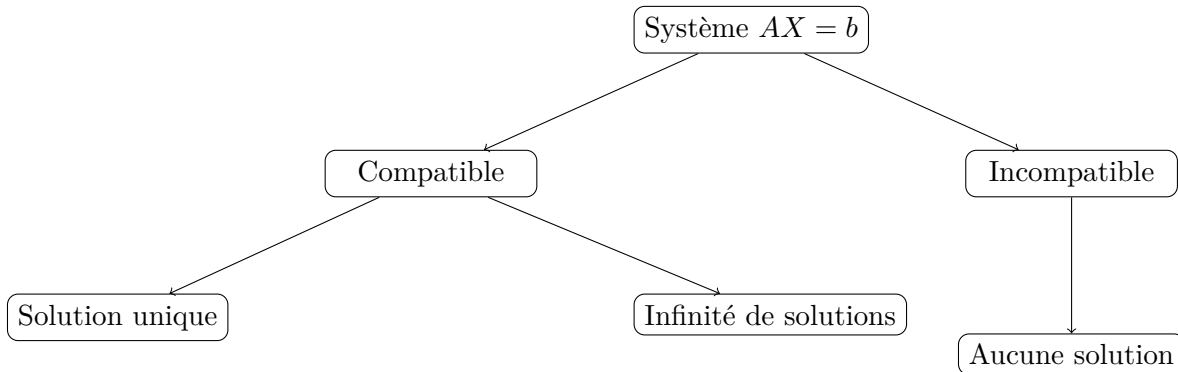 Système AX = b
Compatible
Incompatible
Solution unique
Infinité de solutions
Aucune solution